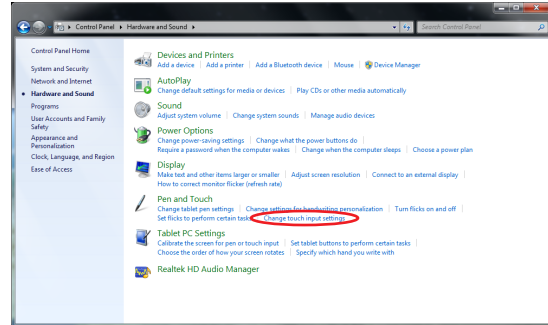 Control Panel ▸ Hardware and Sound ▸
Search Control Panel
Control Panel Home
System and Security
Network and Internet
Hardware and Sound
Programs
User Accounts and Family
Safety
Appearance and
Personalization
Clock, Language, and Region
Ease of Access
Devices and Printers
Add a device | Add a printer | Add a Bluetooth device | Mouse | Device Manager
AutoPlay
Change default settings for media or devices | Play CDs or other media automatically
Sound
Adjust system volume | Change system sounds | Manage audio devices
Power Options
Change power-saving settings | Change what the power buttons do |
Require a password when the computer wakes | Change when the computer sleeps | Choose a power plan
Display
Make text and other items larger or smaller | Adjust screen resolution | Connect to an external display |
How to correct monitor flicker (refresh rate)
Pen and Touch
Change tablet pen settings | Change settings for handwriting personalization | Turn flicks on and off |
Set flicks to perform certain tasks | Change touch input settings
Tablet PC Settings
Calibrate the screen for pen or touch input | Set tablet buttons to perform certain tasks |
Choose the order of how your screen rotates | Specify which hand you write with
Realtek HD Audio Manager